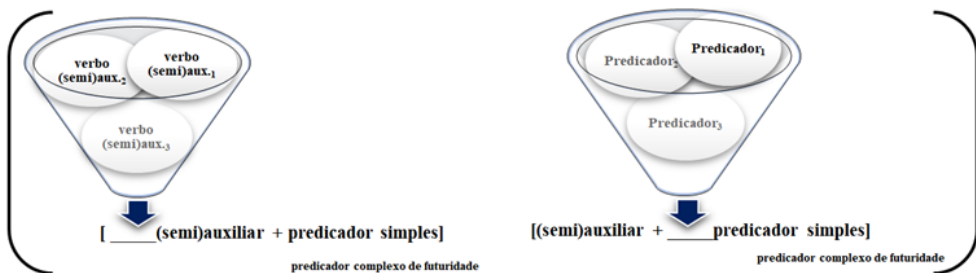 verbo
(semi)aux.₂
verbo
(semi)aux.₁
verbo
(semi)aux.₃
[ _____(semi)auxiliar + predicador simples]
predicador complexo de futuridade
Predicador₂
Predicador₁
Predicador₃
[(semi)auxiliar + _____predicador simples]
predicador complexo de futuridade